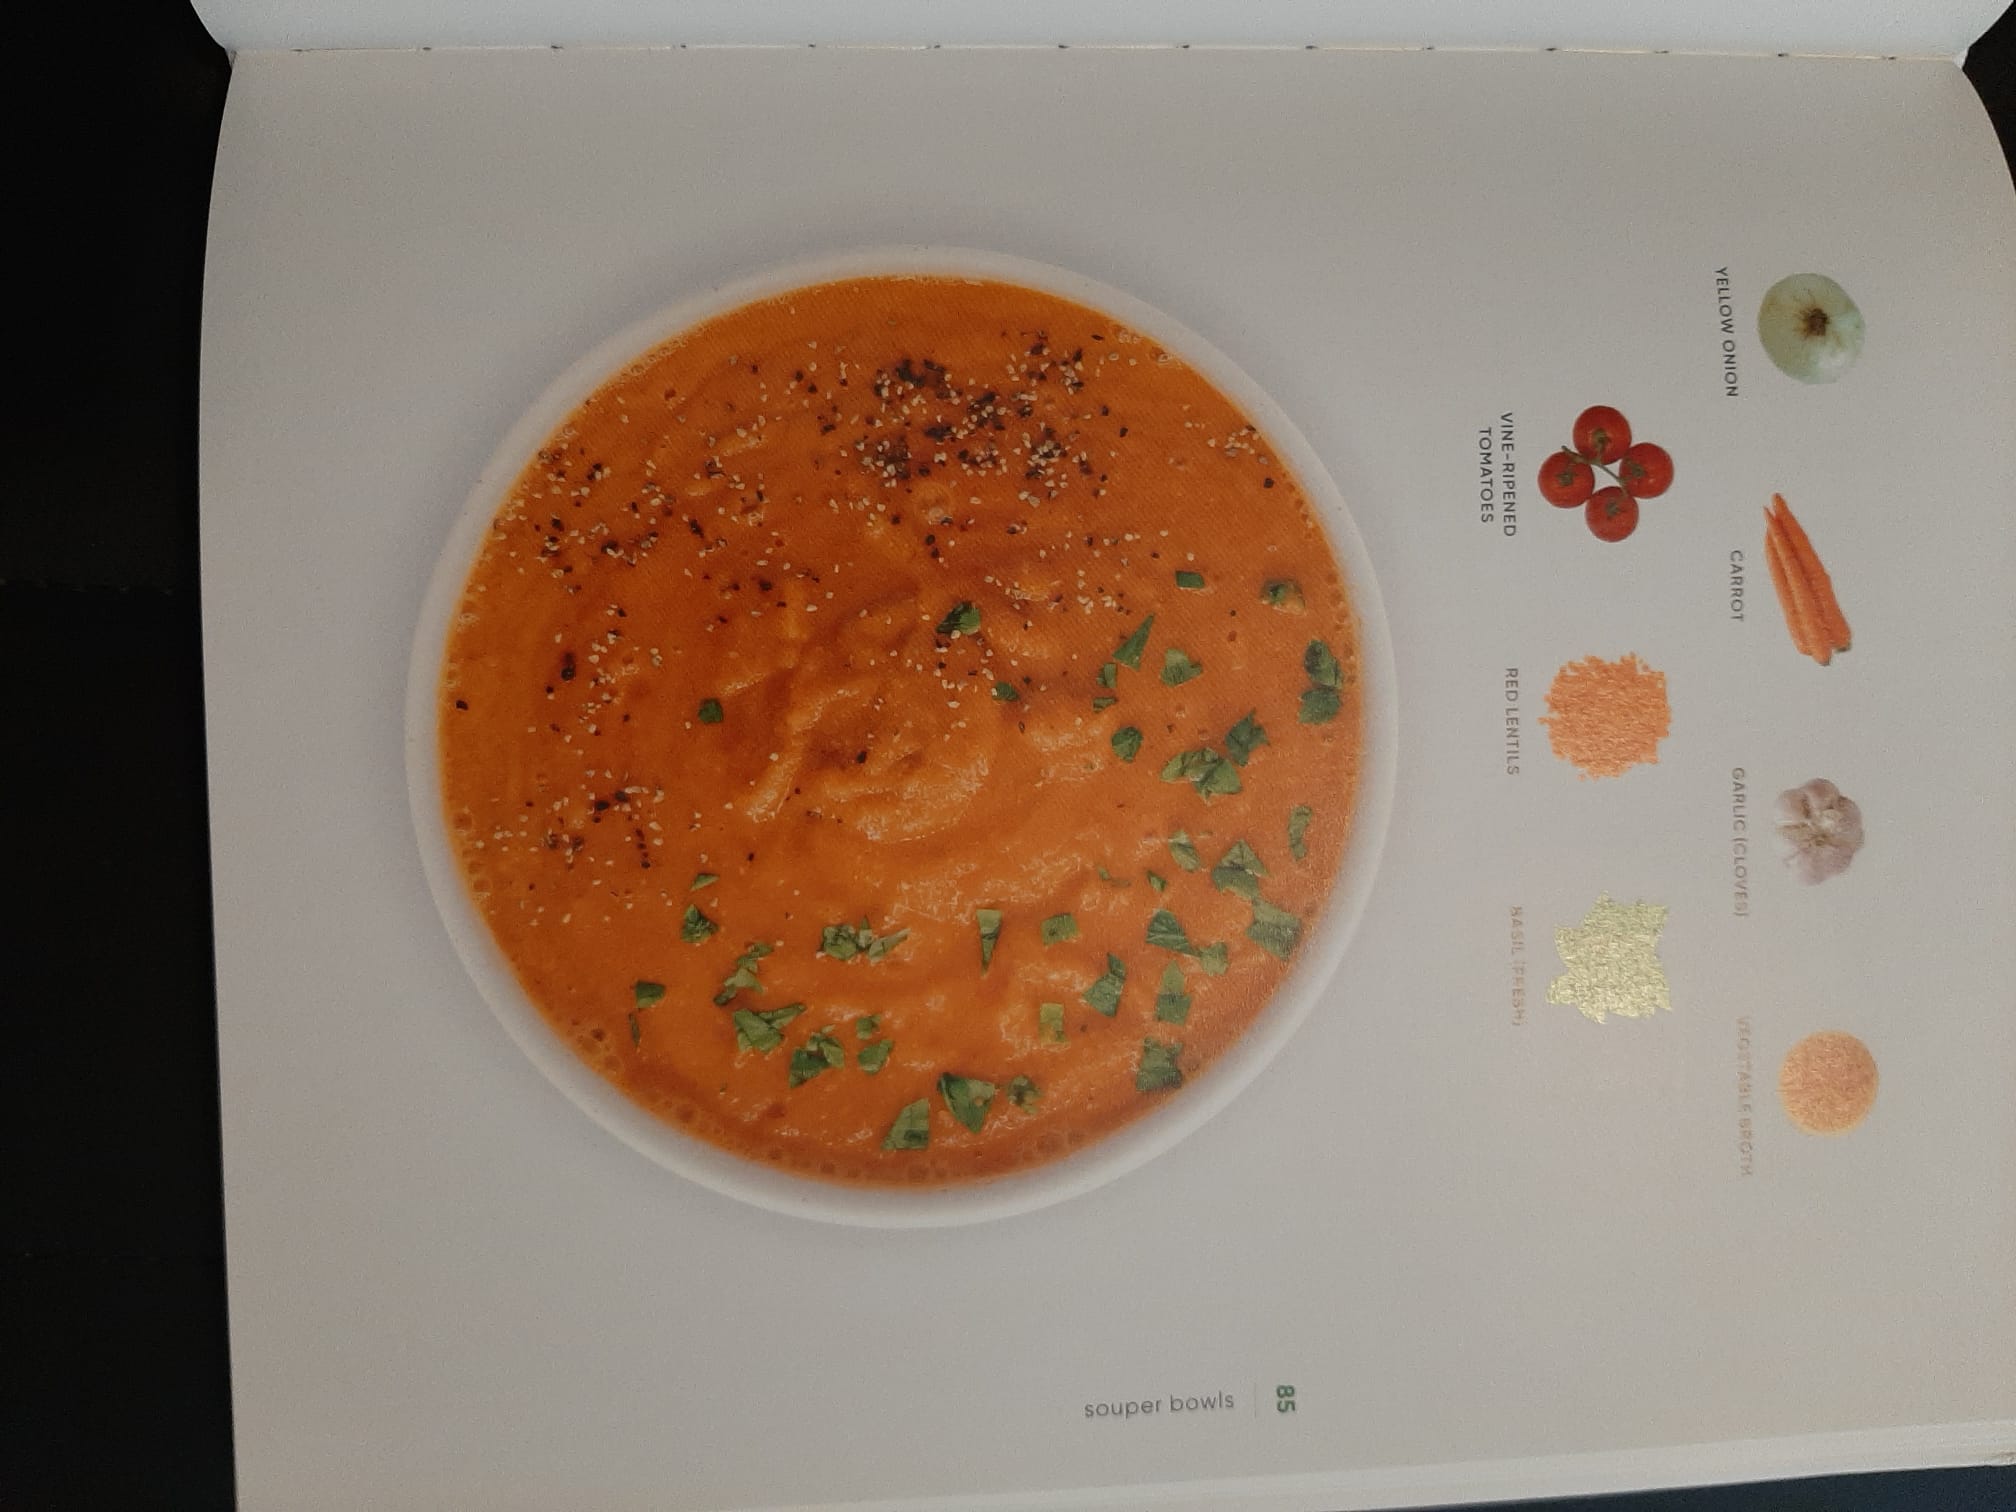 YELLOW ONION
CARROT
GARLIC (CLOVES)
VEGETABLE BROTH
VINE-RIPENED
TOMATOES
RED LENTILS
BASIL (FRESH)
85
souper bowls